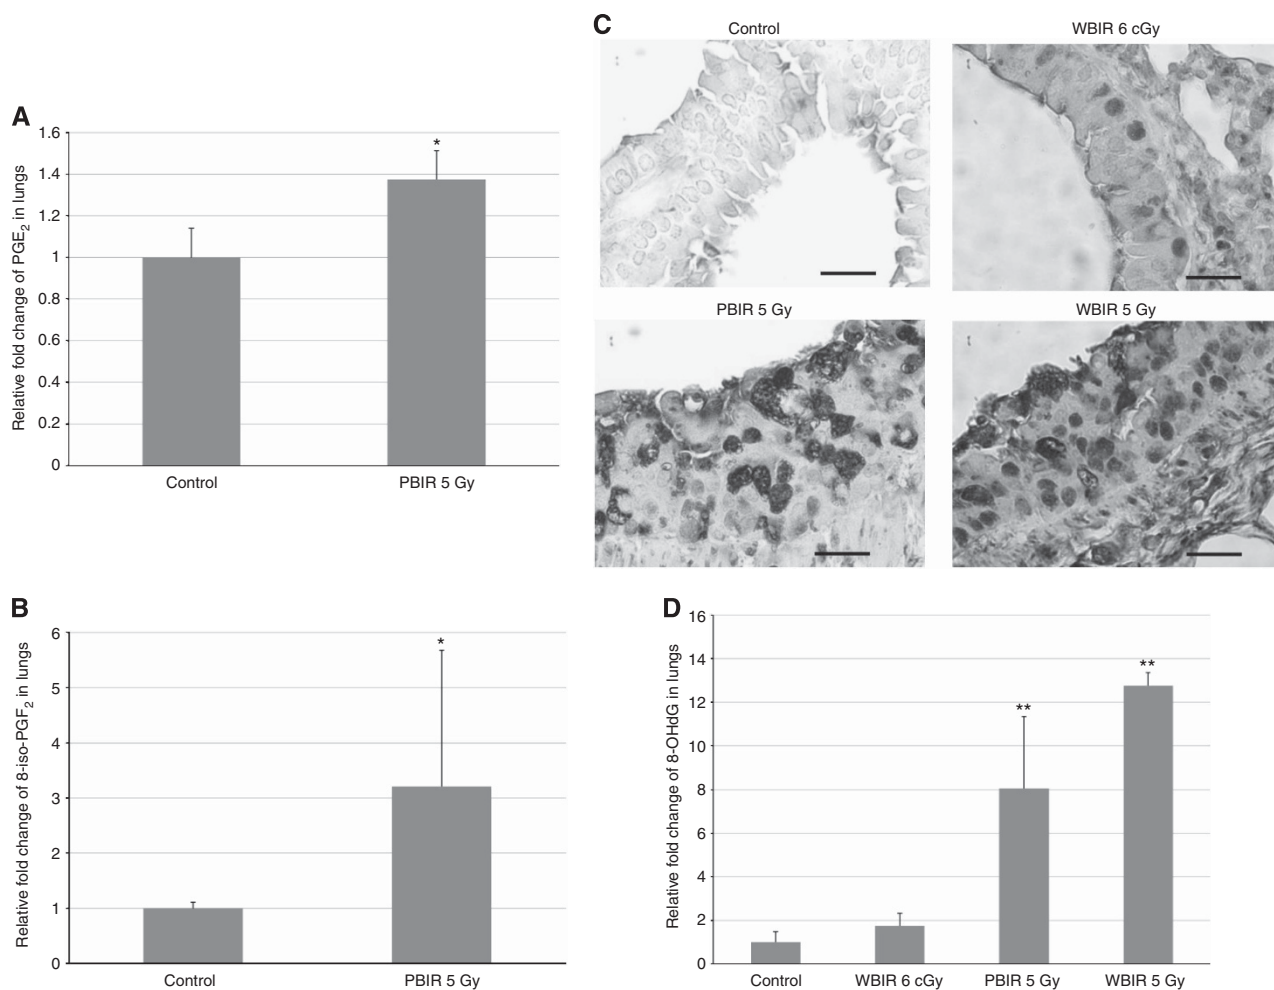 C
Control
WBIR 6 cGy
PBIR 5 Gy
WBIR 5 Gy
A
Relative fold change of PGE2 in lungs
1.6
1.4
1.2
1
0.8
0.6
0.4
0.2
0
*
Control
PBIR 5 Gy
B
Relative fold change of 8-iso-PGF2 in lungs
6
5
4
3
2
1
0
*
Control
PBIR 5 Gy
D
Relative fold change of 8-OHdG in lungs
16
14
12
10
8
6
4
2
0
**
**
Control
WBIR 6 cGy
PBIR 5 Gy
WBIR 5 Gy